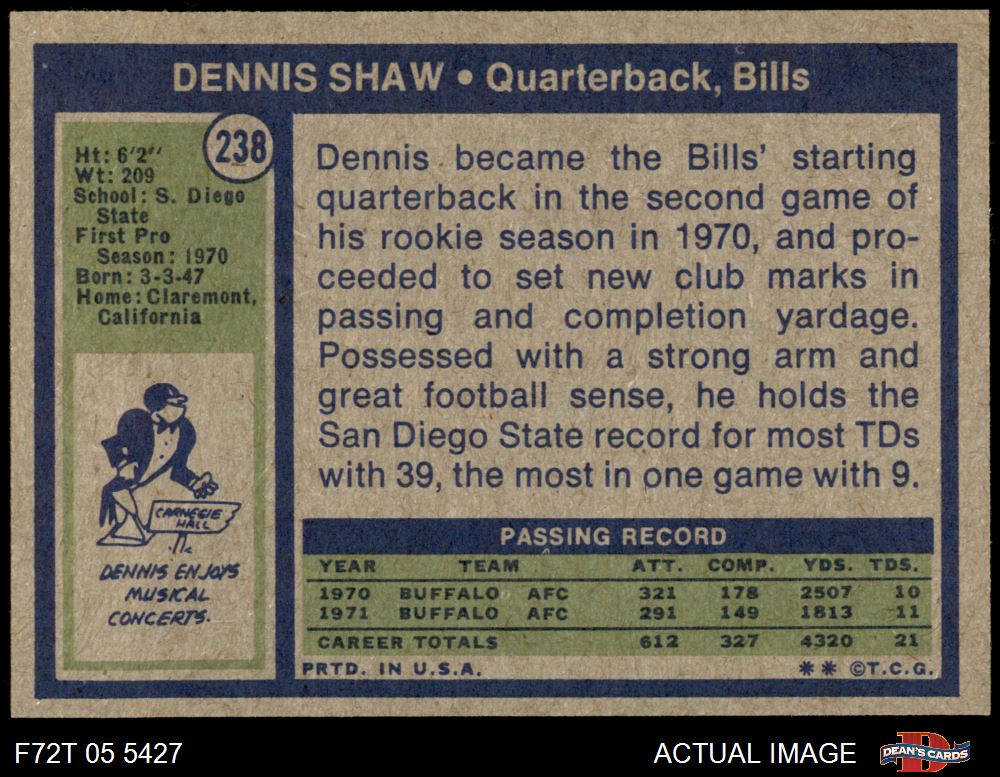 DENNIS SHAW • Quarterback, Bills
238
Ht: 6'2"
Wt: 209
School: S. Diego
State
First Pro
Season: 1970
Born: 3-3-47
Home: Claremont,
California
CARNEGIE
HALL
DENNIS ENJOYS
MUSICAL
CONCERTS.
Dennis became the Bills' starting
quarterback in the second game of
his rookie season in 1970, and pro-
ceeded to set new club marks in
passing and completion yardage.
Possessed with a strong arm and
great football sense, he holds the
San Diego State record for most TDs
with 39, the most in one game with 9.
PASSING RECORD
YEAR TEAM ATT. COMP. YDS. TDS.
1970 BUFFALO AFC 321 178 2507 10
1971 BUFFALO AFC 291 149 1813 11
CAREER TOTALS 612 327 4320 21
PRTD. IN U.S.A. ** ©T.C.G.
F72T 05 5427 ACTUAL IMAGE DEAN'S CARDS